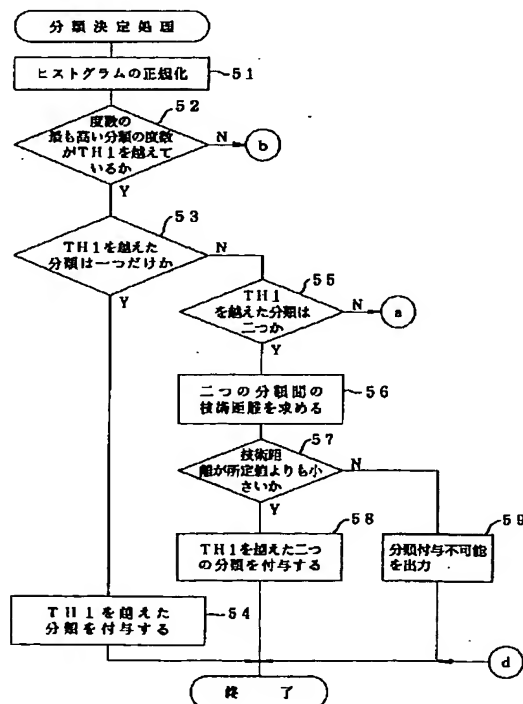 分類決定処理
ヒストグラムの正規化
51
52
度数の
最も高い分類の度数
がTH1を越えて
いるか
N
b
Y
53
TH1を越えた
分類は一つだけか
N
Y
55
TH1
を越えた分類は
二つか
N
a
Y
二つの分類間の
技術距離を求める
56
57
技術距
離が所定値よりも小
さいか
N
Y
58
TH1を越えた二つ
の分類を付与する
59
分類付与不可能
を出力
TH1を越えた
分類を付与する
54
d
終了